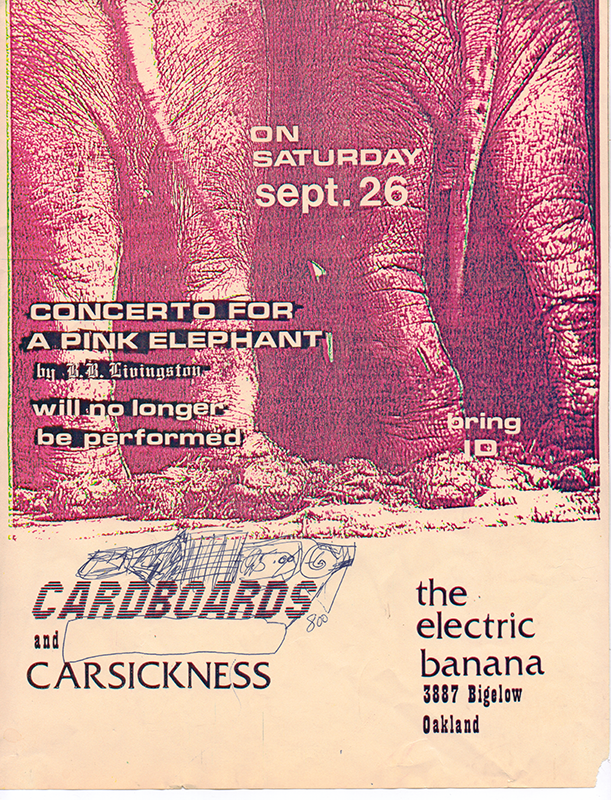 ON
SATURDAY
sept. 26
CONCERTO FOR
A PINK ELEPHANT
by Livingston
will no longer
be performed
bring
ID
CARDBOARDS
800
and
CARSICKNESS
the
electric
banana
3887 Bigelow
Oakland